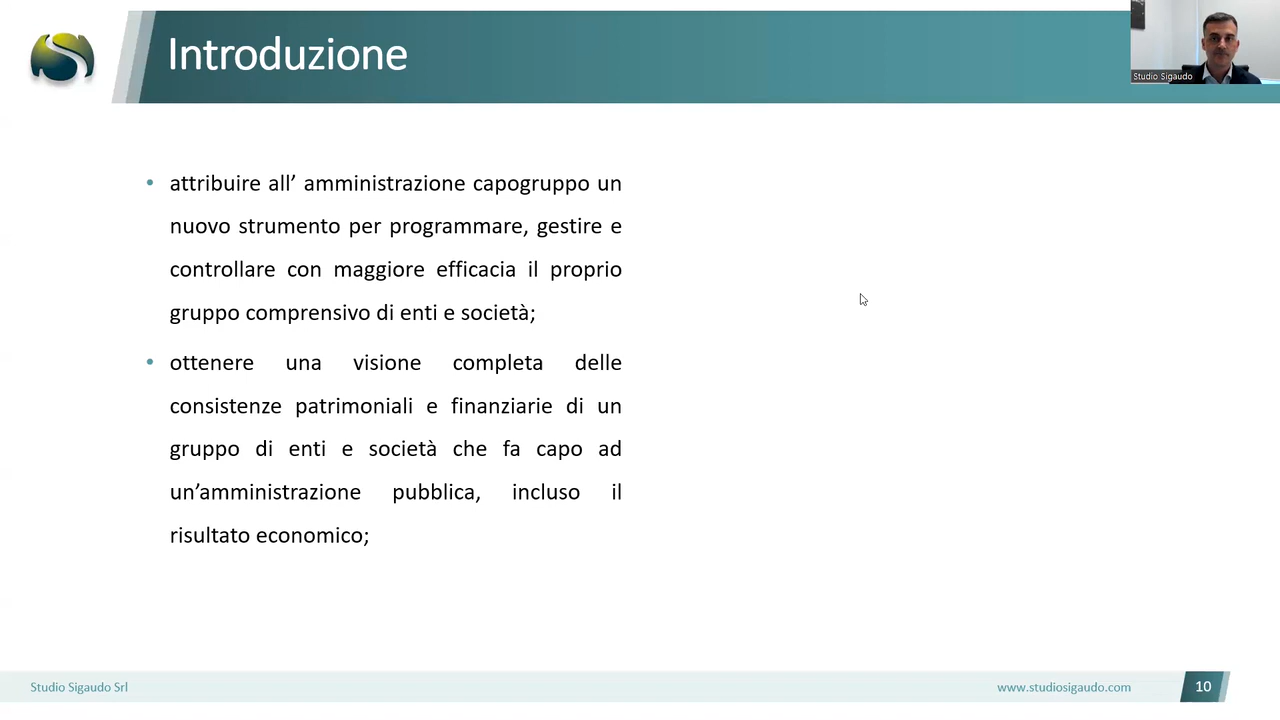 Introduzione
Studio Sigaudo
• attribuire all’ amministrazione capogruppo un
nuovo strumento per programmare, gestire e
controllare con maggiore efficacia il proprio
gruppo comprensivo di enti e società;
• ottenere una visione completa delle
consistenze patrimoniali e finanziarie di un
gruppo di enti e società che fa capo ad
un’amministrazione pubblica, incluso il
risultato economico;
Studio Sigaudo Srl
www.studiosigaudo.com
10